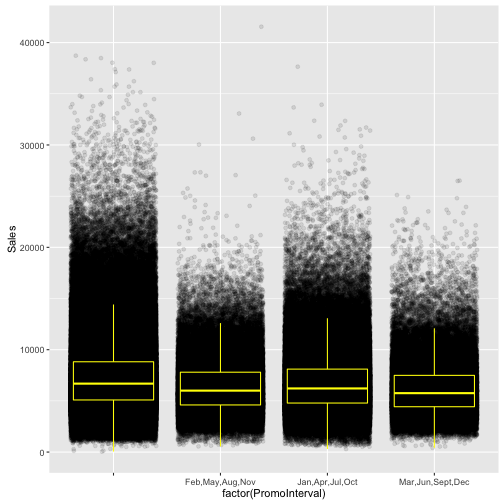 40000
30000
20000
10000
0
Sales
Feb,May,Aug,Nov
Jan,Apr,Jul,Oct
Mar,Jun,Sept,Dec
factor(PromoInterval)